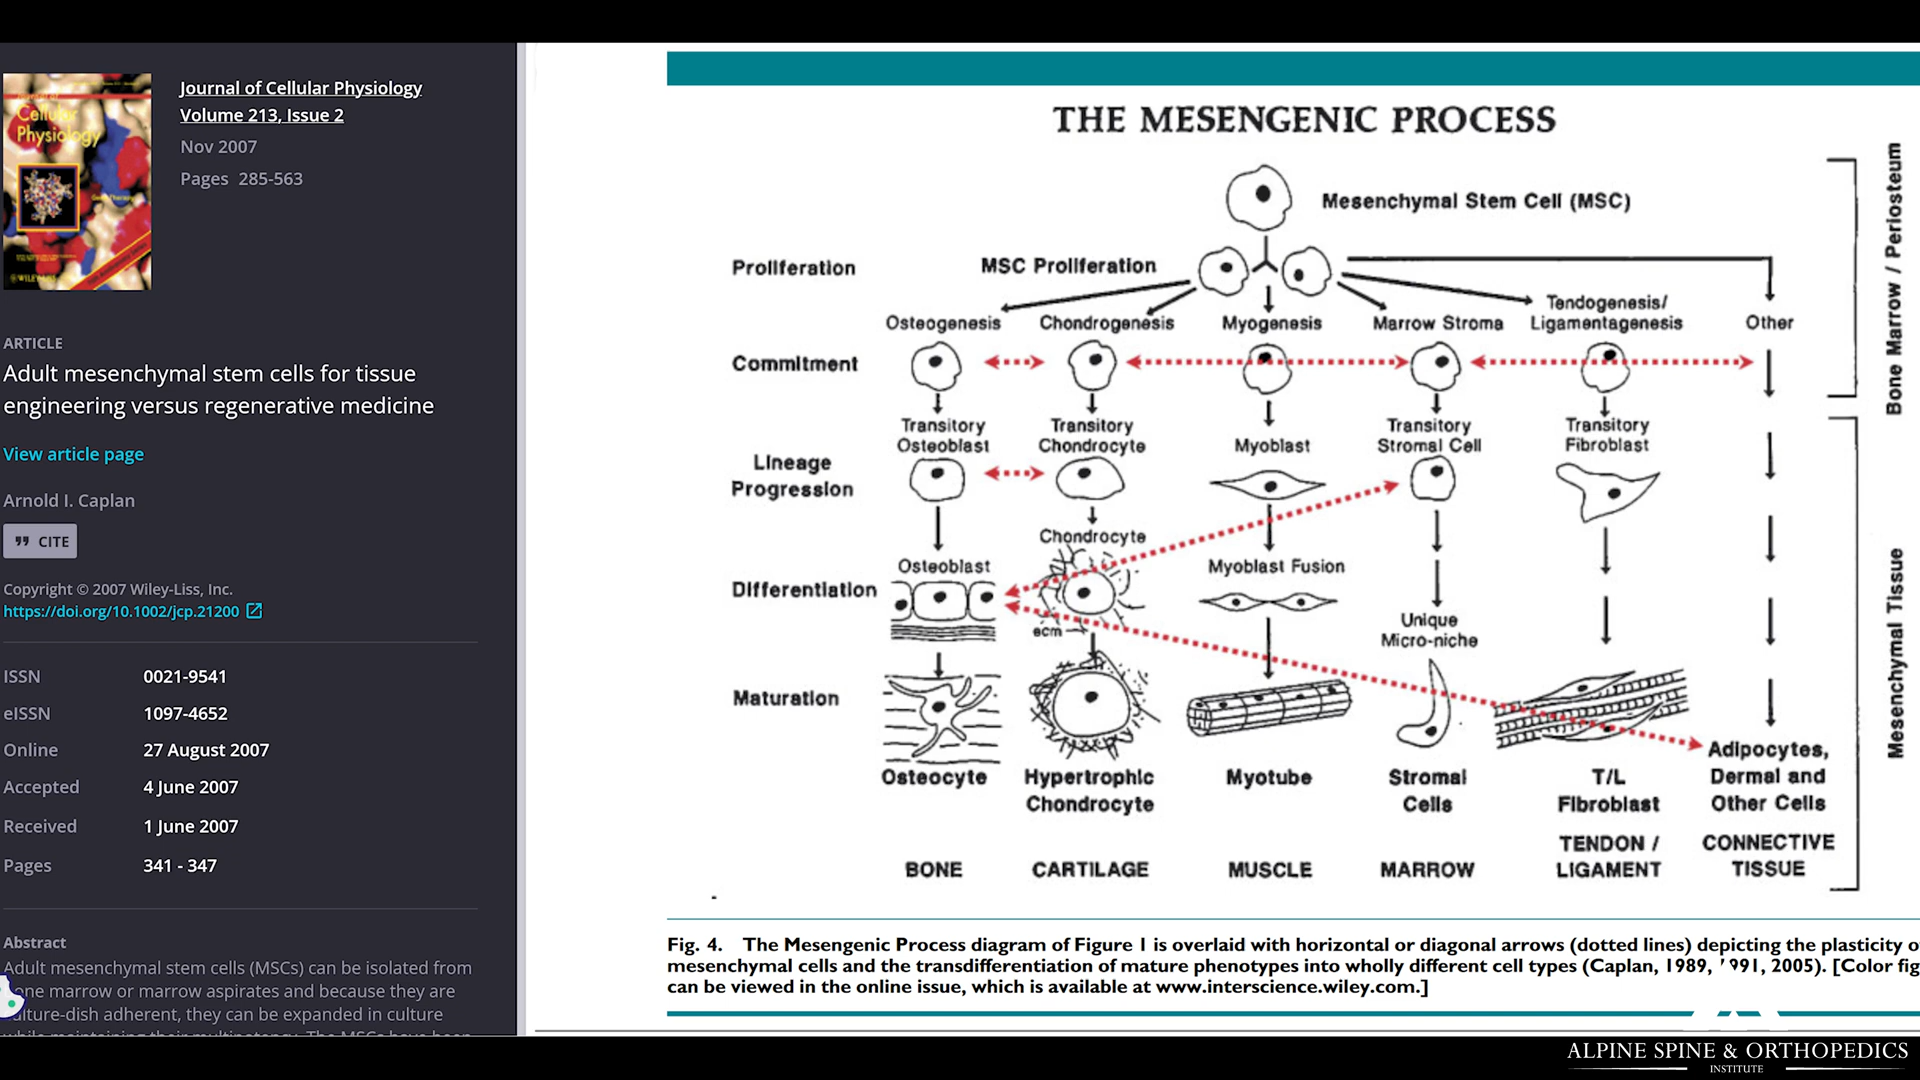 Cellular
Physiology
Journal of Cellular Physiology
Volume 213, Issue 2
Nov 2007
Pages 285-563
ARTICLE
Adult mesenchymal stem cells for tissue
engineering versus regenerative medicine
View article page
Arnold I. Caplan
CITE
Copyright © 2007 Wiley-Liss, Inc.
https://doi.org/10.1002/jcp.21200
ISSN 0021-9541
eISSN 1097-4652
Online 27 August 2007
Accepted 4 June 2007
Received 1 June 2007
Pages 341 - 347
Abstract
Adult mesenchymal stem cells (MSCs) can be isolated from
one marrow or marrow aspirates and because they are
ulture-dish adherent, they can be expanded in culture
while maintaining their multipotency. The MSCs have been
THE MESENGENIC PROCESS
Mesenchymal Stem Cell (MSC)
Proliferation MSC Proliferation
Tendogenesis/
Osteogenesis Chondrogenesis Myogenesis Marrow Stroma Ligamentagenesis Other
Commitment
Transitory Transitory Transitory Transitory
Osteoblast Chondrocyte Myoblast Stromal Cell Fibroblast
Lineage
Progression
Chondrocyte
Osteoblast Myoblast Fusion
Differentiation
Unique
ecm Micro-niche
Maturation
Adipocytes,
Osteocyte Hypertrophic Myotube Stromal T/L Dermal and
Chondrocyte Cells Fibroblast Other Cells
TENDON / CONNECTIVE
BONE CARTILAGE MUSCLE MARROW LIGAMENT TISSUE
Bone Marrow / Periosteum
Mesenchymal Tissue
Fig. 4. The Mesengenic Process diagram of Figure 1 is overlaid with horizontal or diagonal arrows (dotted lines) depicting the plasticity o
mesenchymal cells and the transdifferentiation of mature phenotypes into wholly different cell types (Caplan, 1989, 1991, 2005). [Color fig
can be viewed in the online issue, which is available at www.interscience.wiley.com.]
ALPINE SPINE & ORTHOPEDICS
INSTITUTE